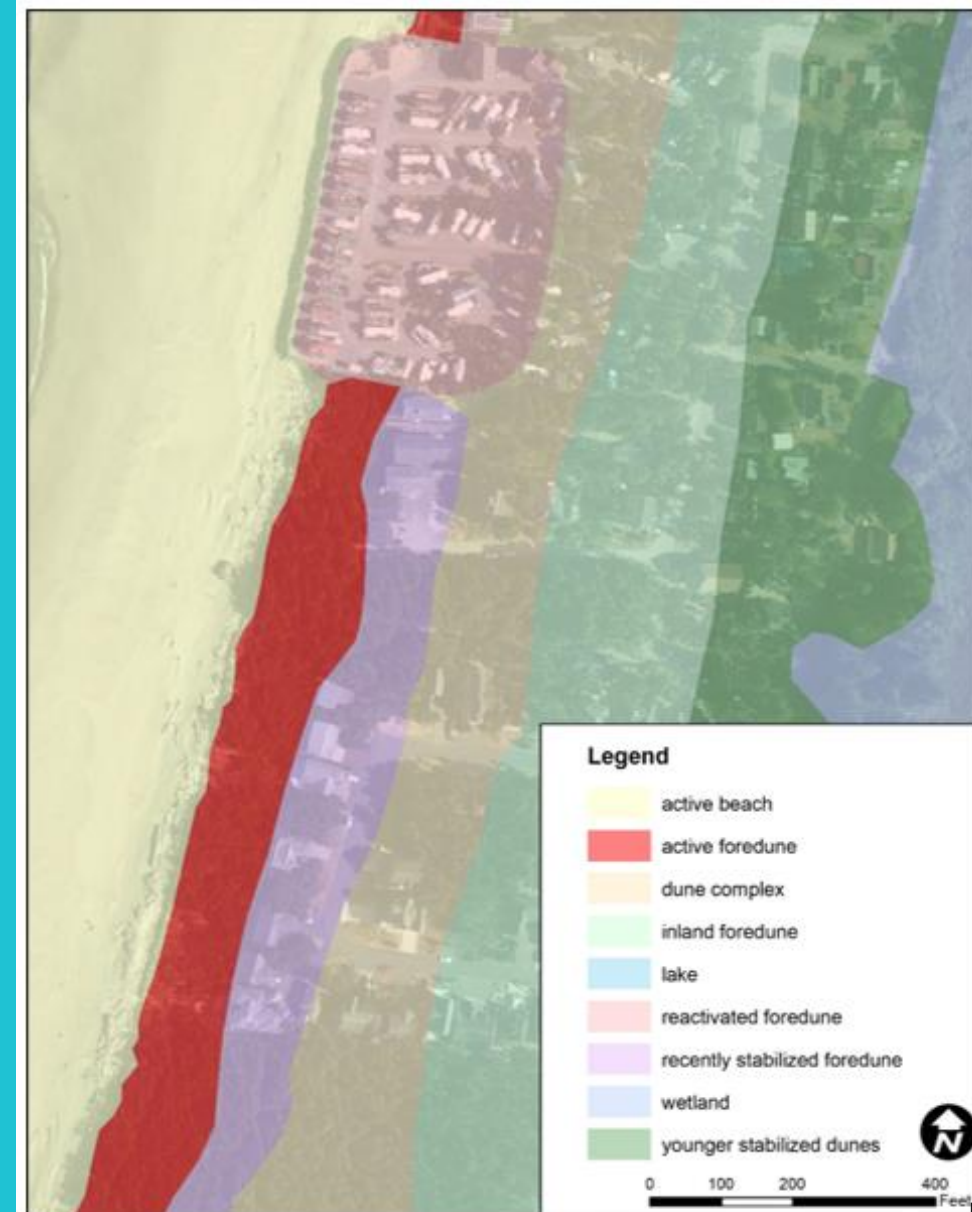 Legend
active beach
active foredune
dune complex
inland foredune
lake
reactivated foredune
recently stabilized foredune
wetland
younger stabilized dunes
N
0 100 200 400
Feet